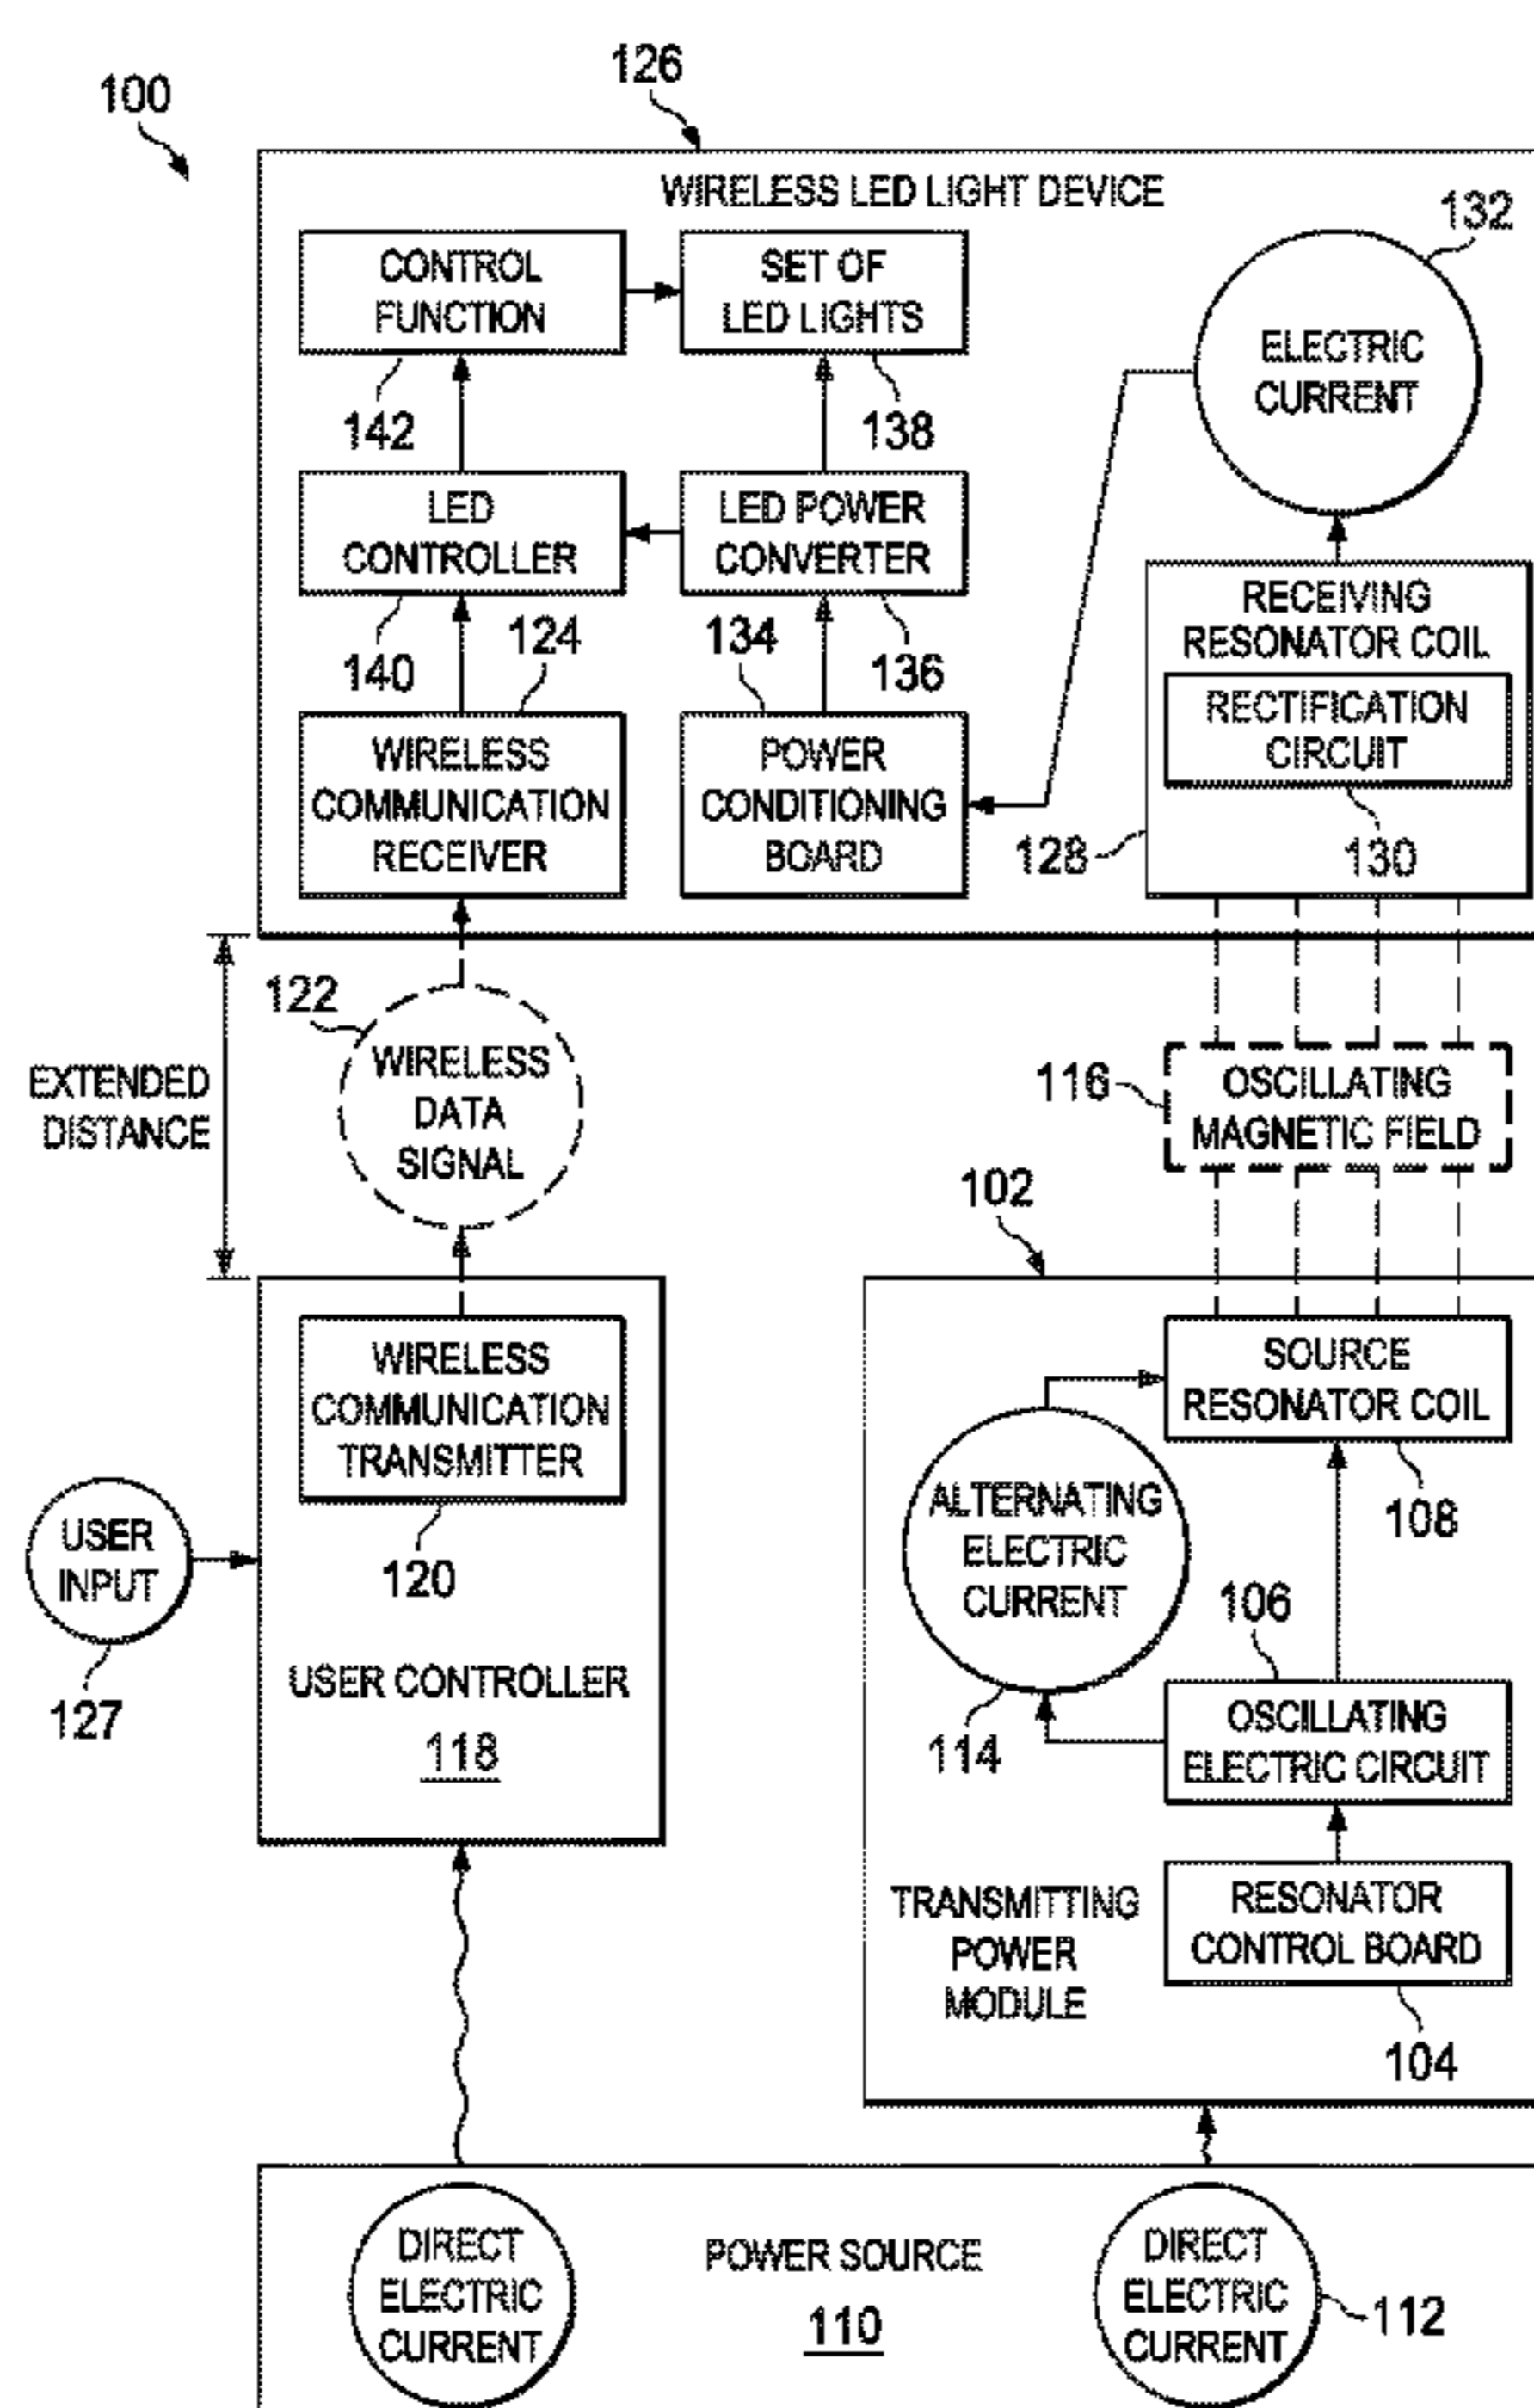 126
100
WIRELESS LED LIGHT DEVICE
132
CONTROL
FUNCTION
SET OF
LED LIGHTS
ELECTRIC
CURRENT
142
138
LED
CONTROLLER
LED POWER
CONVERTER
RECEIVING
RESONATOR COIL
140
124
134
136
RECTIFICATION
CIRCUIT
WIRELESS
COMMUNICATION
RECEIVER
POWER
CONDITIONING
BOARD
128
130
122
WIRELESS
DATA
SIGNAL
EXTENDED
DISTANCE
116
OSCILLATING
MAGNETIC FIELD
102
WIRELESS
COMMUNICATION
TRANSMITTER
SOURCE
RESONATOR COIL
ALTERNATING
ELECTRIC
CURRENT
108
USER
INPUT
120
106
127
USER CONTROLLER
118
114
OSCILLATING
ELECTRIC CIRCUIT
TRANSMITTING
POWER
MODULE
RESONATOR
CONTROL BOARD
104
DIRECT
ELECTRIC
CURRENT
POWER SOURCE
110
DIRECT
ELECTRIC
CURRENT
112